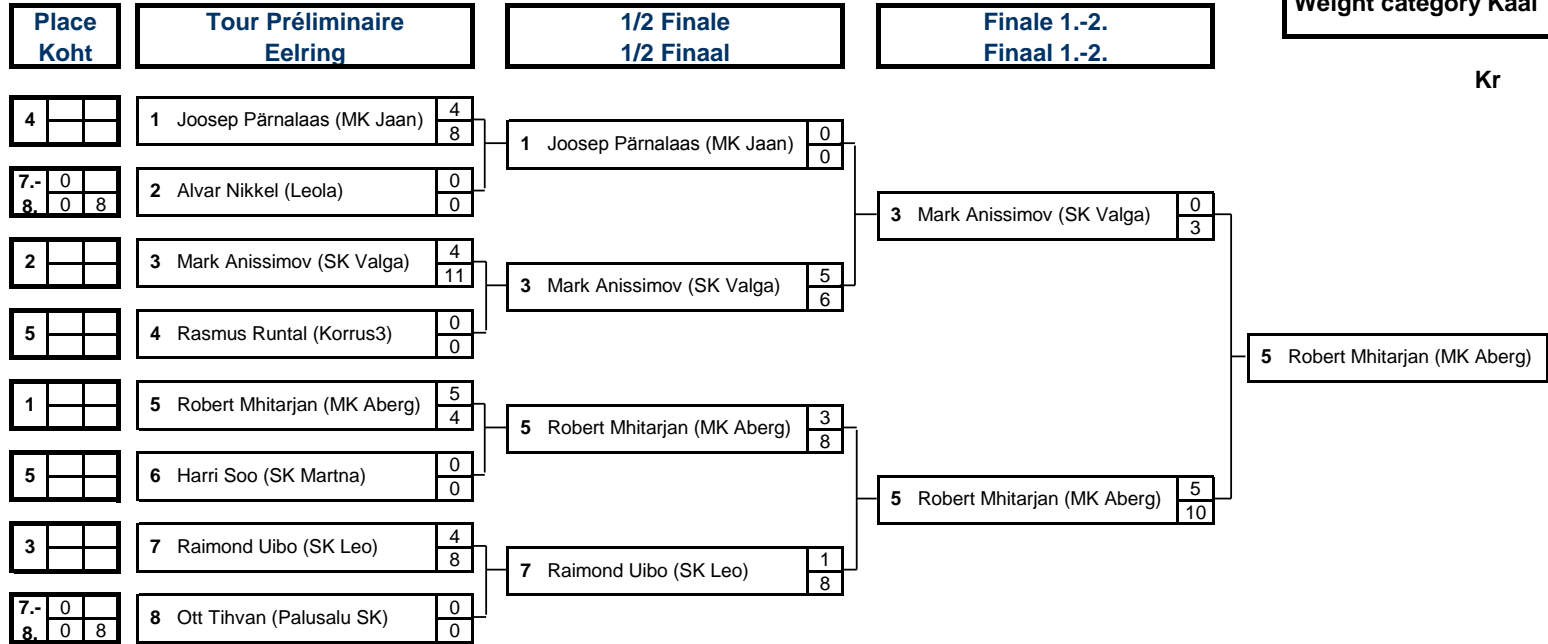 Weight category Kaal
Place
Koht
Tour Préliminaire
Eelring
1/2 Finale
1/2 Finaal
Finale 1.-2.
Finaal 1.-2.
Kr
4
1 Joosep Pärnalaas (MK Jaan) 4
8
1 Joosep Pärnalaas (MK Jaan) 0
0
7.- 0
8. 0 8
2 Alvar Nikkel (Leola) 0
0
3 Mark Anissimov (SK Valga) 0
3
2
3 Mark Anissimov (SK Valga) 4
11
3 Mark Anissimov (SK Valga) 5
6
5
4 Rasmus Runtal (Korrus3) 0
0
5 Robert Mhitarjan (MK Aberg)
1
5 Robert Mhitarjan (MK Aberg) 5
4
5 Robert Mhitarjan (MK Aberg) 3
8
5
6 Harri Soo (SK Martna) 0
0
5 Robert Mhitarjan (MK Aberg) 5
10
3
7 Raimond Uibo (SK Leo) 4
8
7 Raimond Uibo (SK Leo) 1
8
7.- 0
8. 0 8
8 Ott Tihvan (Palusalu SK) 0
0